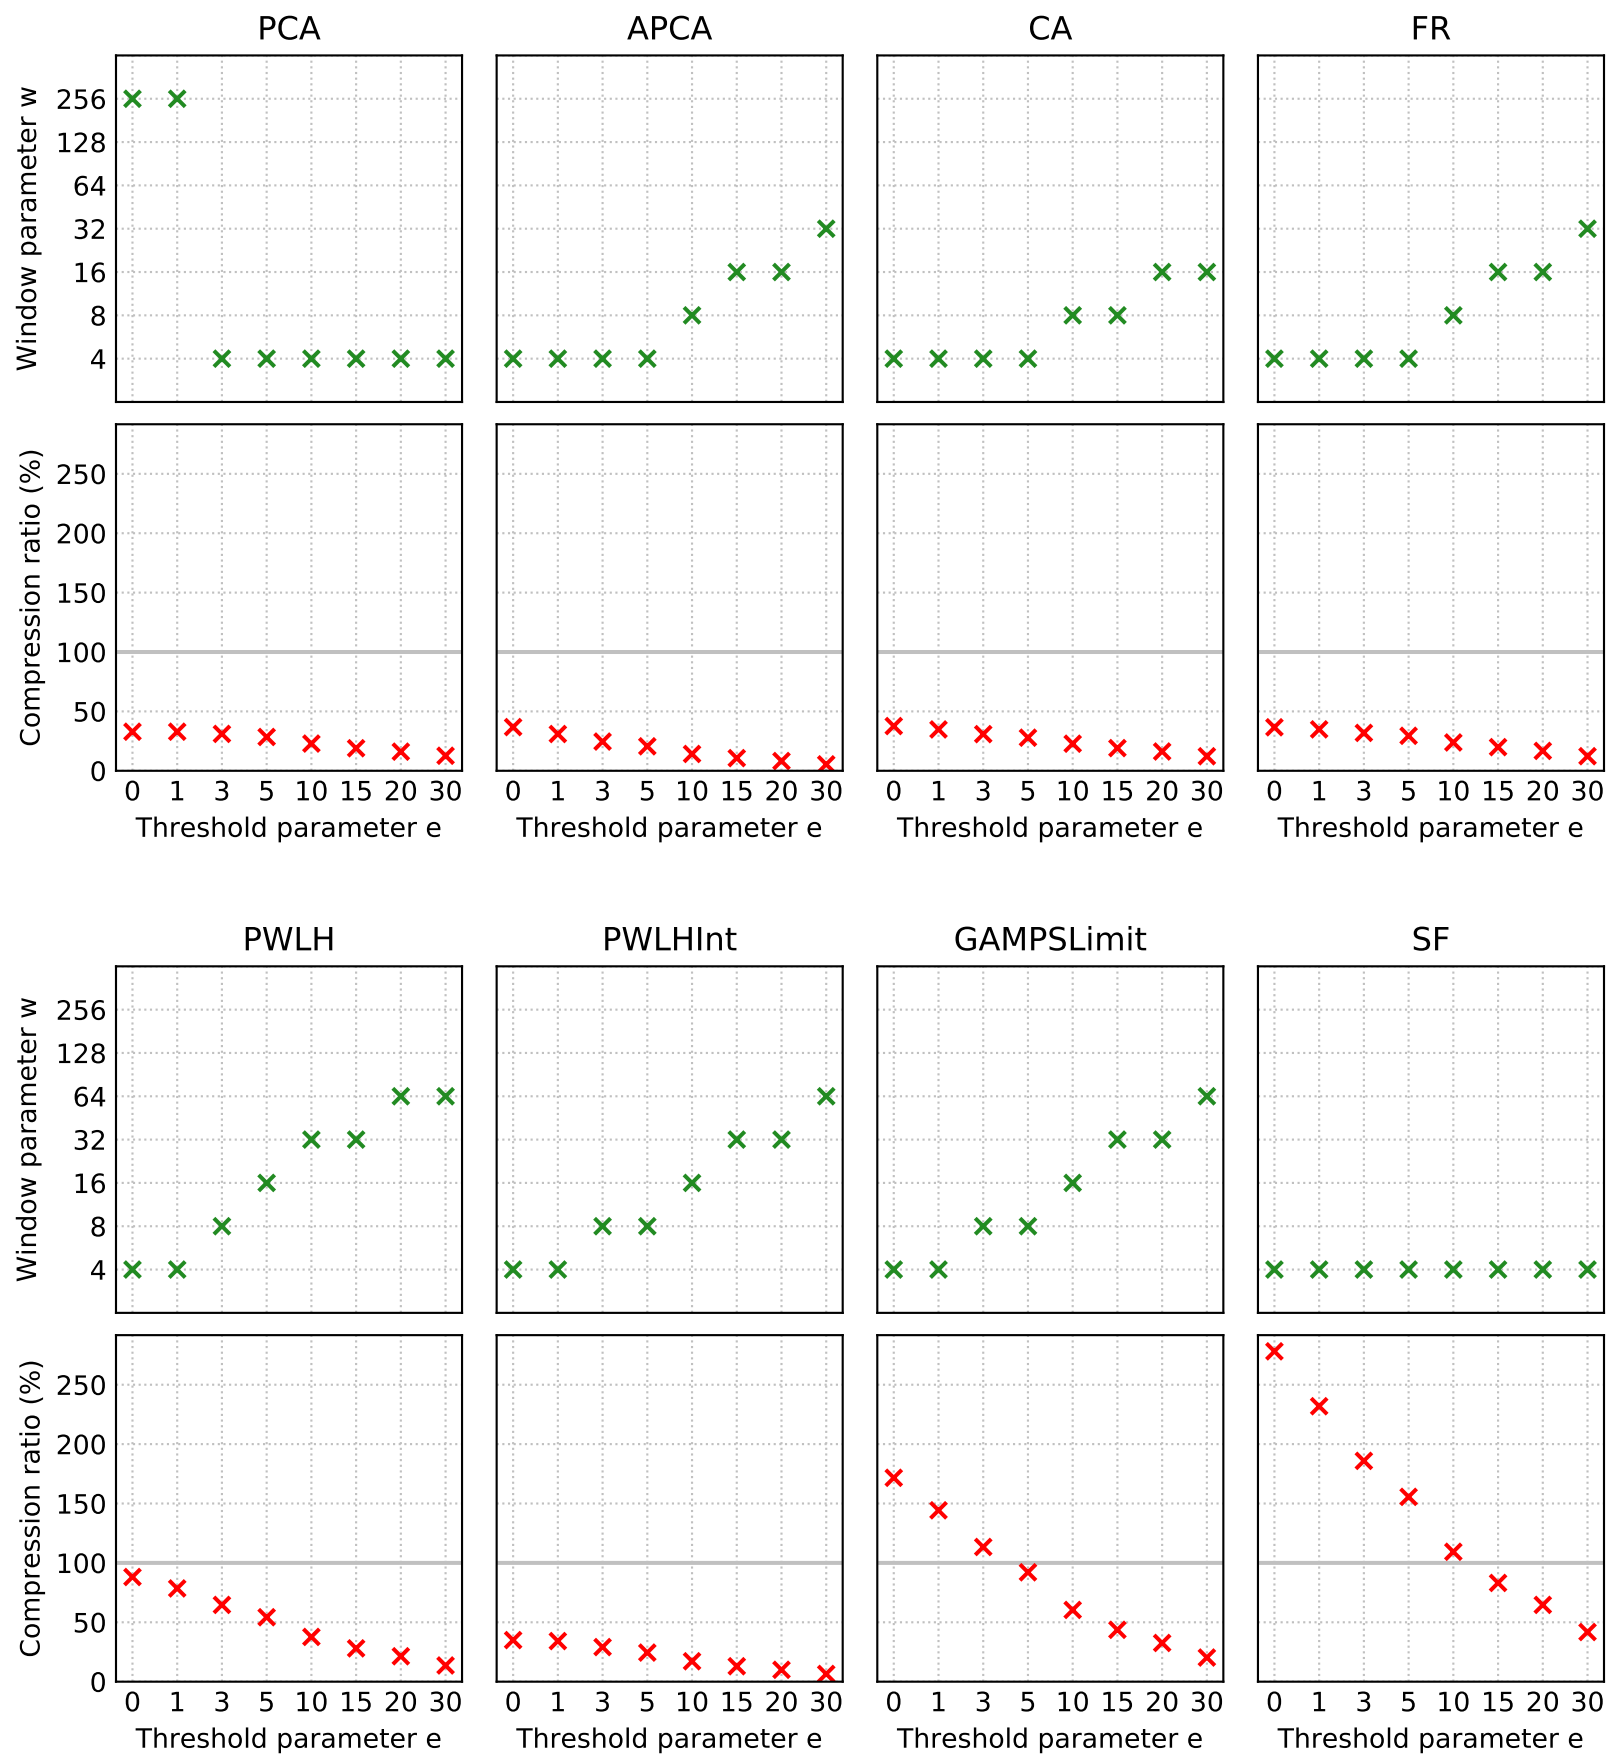 PCA APCA CA FR
Window parameter w
256
128
64
32
16
8
4
Compression ratio (%)
250
200
150
100
50
0
0 1 3 5 10 15 20 30 0 1 3 5 10 15 20 30 0 1 3 5 10 15 20 30 0 1 3 5 10 15 20 30
Threshold parameter e Threshold parameter e Threshold parameter e Threshold parameter e
PWLH PWLHInt GAMPSLimit SF
Window parameter w
256
128
64
32
16
8
4
Compression ratio (%)
250
200
150
100
50
0
0 1 3 5 10 15 20 30 0 1 3 5 10 15 20 30 0 1 3 5 10 15 20 30 0 1 3 5 10 15 20 30
Threshold parameter e Threshold parameter e Threshold parameter e Threshold parameter e